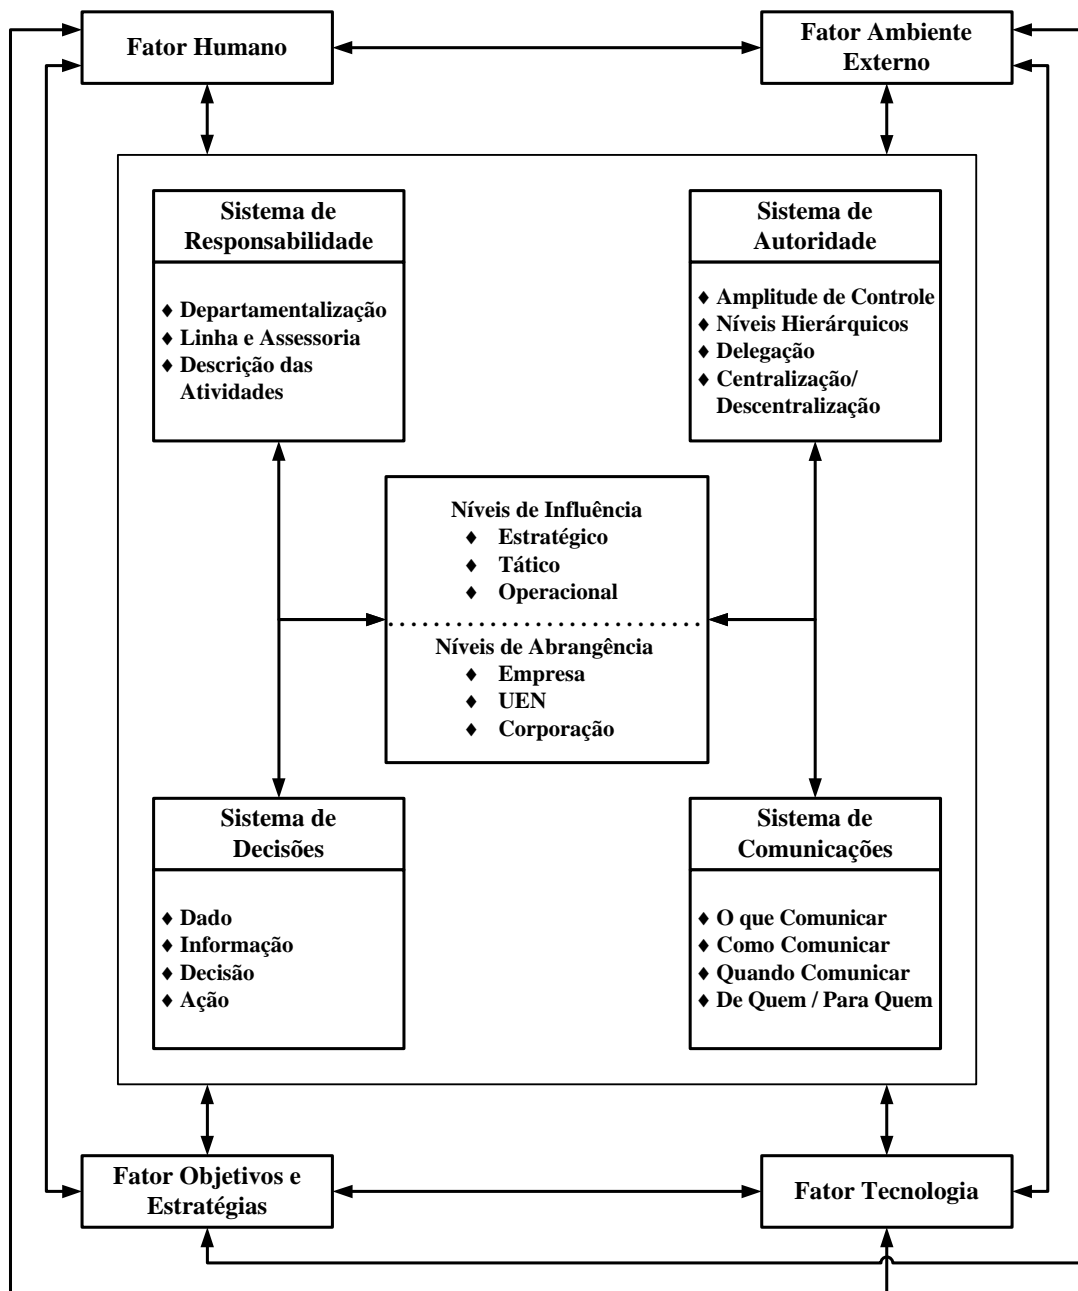 Fator Humano
Fator Ambiente
Externo
Sistema de
Responsabilidade
♦ Departamentalização
♦ Linha e Assessoria
♦ Descrição das
Atividades
Sistema de
Autoridade
♦ Amplitude de Controle
♦ Níveis Hierárquicos
♦ Delegação
♦ Centralização/
Descentralização
Níveis de Influência
♦ Estratégico
♦ Tático
♦ Operacional
Níveis de Abrangência
♦ Empresa
♦ UEN
♦ Corporação
Sistema de
Decisões
♦ Dado
♦ Informação
♦ Decisão
♦ Ação
Sistema de
Comunicações
♦ O que Comunicar
♦ Como Comunicar
♦ Quando Comunicar
♦ De Quem / Para Quem
Fator Objetivos e
Estratégias
Fator Tecnologia